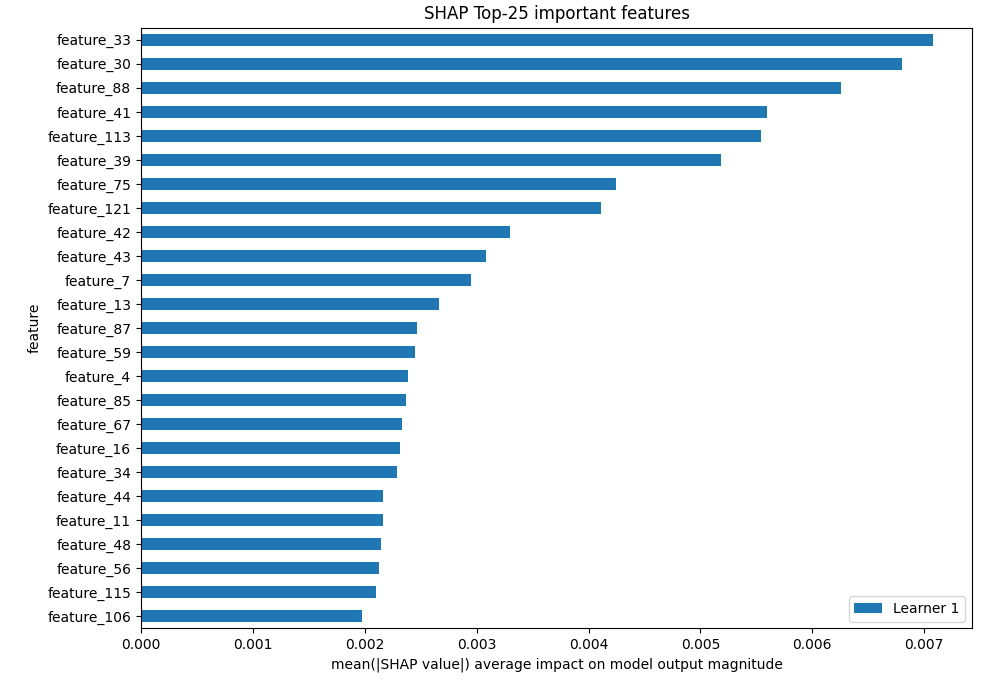 SHAP Top-25 important features
feature_33
feature_30
feature_88
feature_41
feature_113
feature_39
feature_75
feature_121
feature_42
feature_43
feature_7
feature_13
feature_87
feature_59
feature_4
feature_85
feature_67
feature_16
feature_34
feature_44
feature_11
feature_48
feature_56
feature_115
feature_106
feature
Learner 1
0.000 0.001 0.002 0.003 0.004 0.005 0.006 0.007
mean(|SHAP value|) average impact on model output magnitude